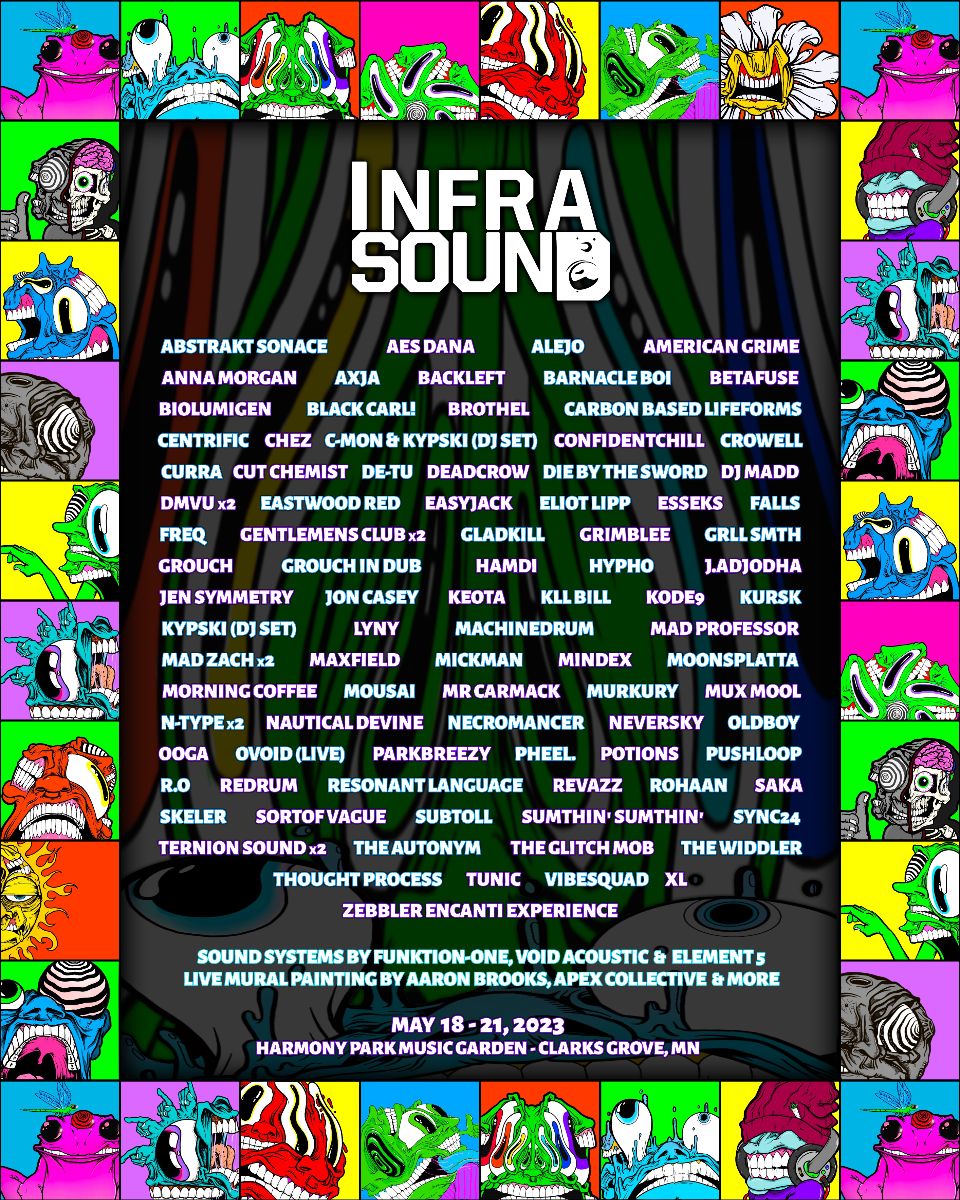 INFRA
SOUND
ABSTRAKT SONACE AES DANA ALEJO AMERICAN GRIME
ANNA MORGAN AXJA BACKLEFT BARNACLE BOI BETAFUSE
BIOLUMIGEN BLACK CARL! BROTHEL CARBON BASED LIFEFORMS
CENTRIFIC CHEZ C-MON & KYPSKI (DJ SET) CONFIDENTCHILL CROWELL
CURRA CUT CHEMIST DE-TU DEADCROW DIE BY THE SWORD DJ MADD
DMVU x2 EASTWOOD RED EASYJACK ELIOT LIPP ESSEKS FALLS
FREQ GENTLEMENS CLUB x2 GLADKILL GRIMBLEE GRLL SMTH
GROUCH GROUCH IN DUB HAMDI HYPHO J.ADJODHA
JEN SYMMETRY JON CASEY KEOTA KLL BILL KODE9 KURSK
KYPSKI (DJ SET) LYNY MACHINEDRUM MAD PROFESSOR
MAD ZACH x2 MAXFIELD MICKMAN MINDEX MOONSPLATTA
MORNING COFFEE MOUSAI MR CARMACK MURKURY MUX MOOL
N-TYPE x2 NAUTICAL DEVINE NECROMANCER NEVERSKY OLDBOY
OOGA OVOID (LIVE) PARKBREEZY PHEEL. POTIONS PUSHLOOP
R.O REDRUM RESONANT LANGUAGE REVAZZ ROHAAN SAKA
SKELER SORTOF VAGUE SUBTOLL SUMTHIN' SUMTHIN' SYNC24
TERNION SOUND x2 THE AUTONYM THE GLITCH MOB THE WIDDLER
THOUGHT PROCESS TUNIC VIBESQUAD XL
ZEBBLER ENCANTI EXPERIENCE
SOUND SYSTEMS BY FUNKTION-ONE, VOID ACOUSTIC & ELEMENT 5
LIVE MURAL PAINTING BY AARON BROOKS, APEX COLLECTIVE & MORE
MAY 18 - 21, 2023
HARMONY PARK MUSIC GARDEN - CLARKS GROVE, MN